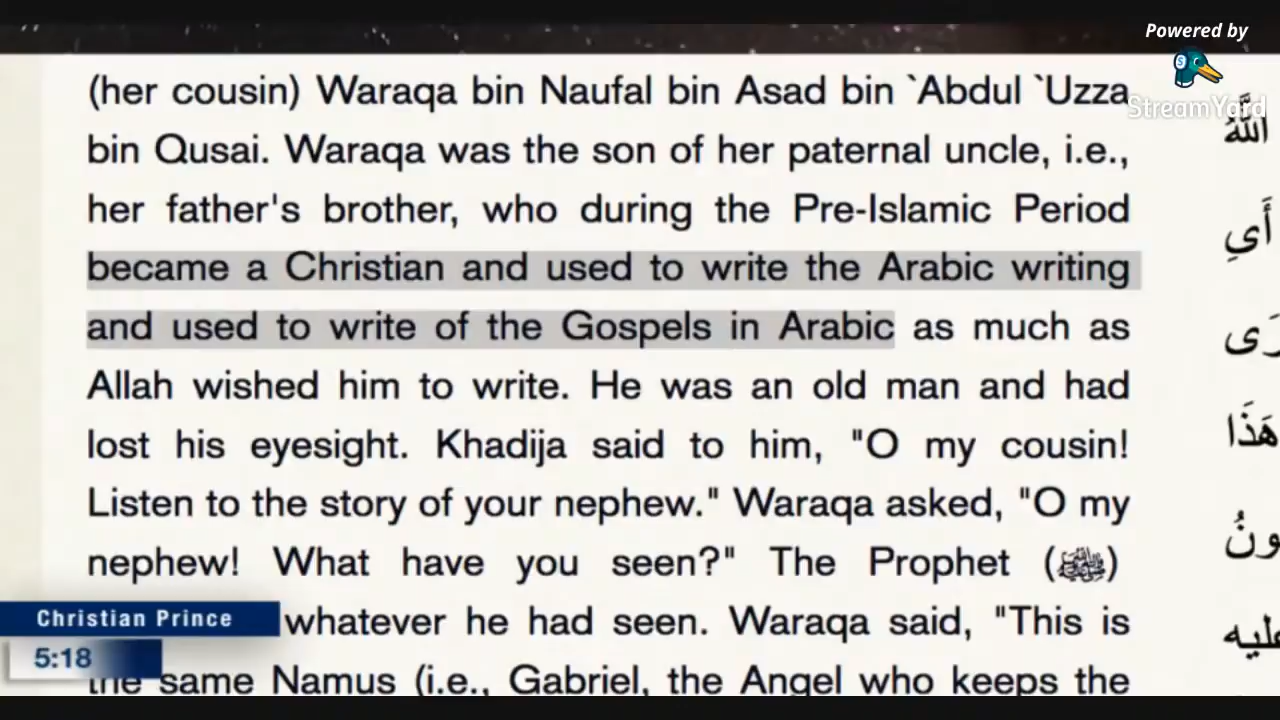 Powered by
StreamYard
(her cousin) Waraqa bin Naufal bin Asad bin `Abdul `Uzza
bin Qusai. Waraqa was the son of her paternal uncle, i.e.,
her father's brother, who during the Pre-Islamic Period
became a Christian and used to write the Arabic writing
and used to write of the Gospels in Arabic as much as
Allah wished him to write. He was an old man and had
lost his eyesight. Khadija said to him, "O my cousin!
Listen to the story of your nephew." Waraqa asked, "O my
nephew! What have you seen?" The Prophet (ﷺ)
whatever he had seen. Waraqa said, "This is
the same Namus (i.e., Gabriel, the Angel who keeps the
اللَّهُ
أَىِ
هَذَا
Christian Prince
5:18